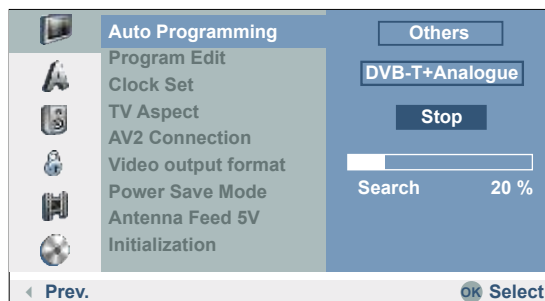 Auto Programming
Program Edit
Clock Set
TV Aspect
AV2 Connection
Video output format
Power Save Mode
Antenna Feed 5V
Initialization
Others
DVB-T+Analogue
Stop
Search 20 %
Prev.
OK Select